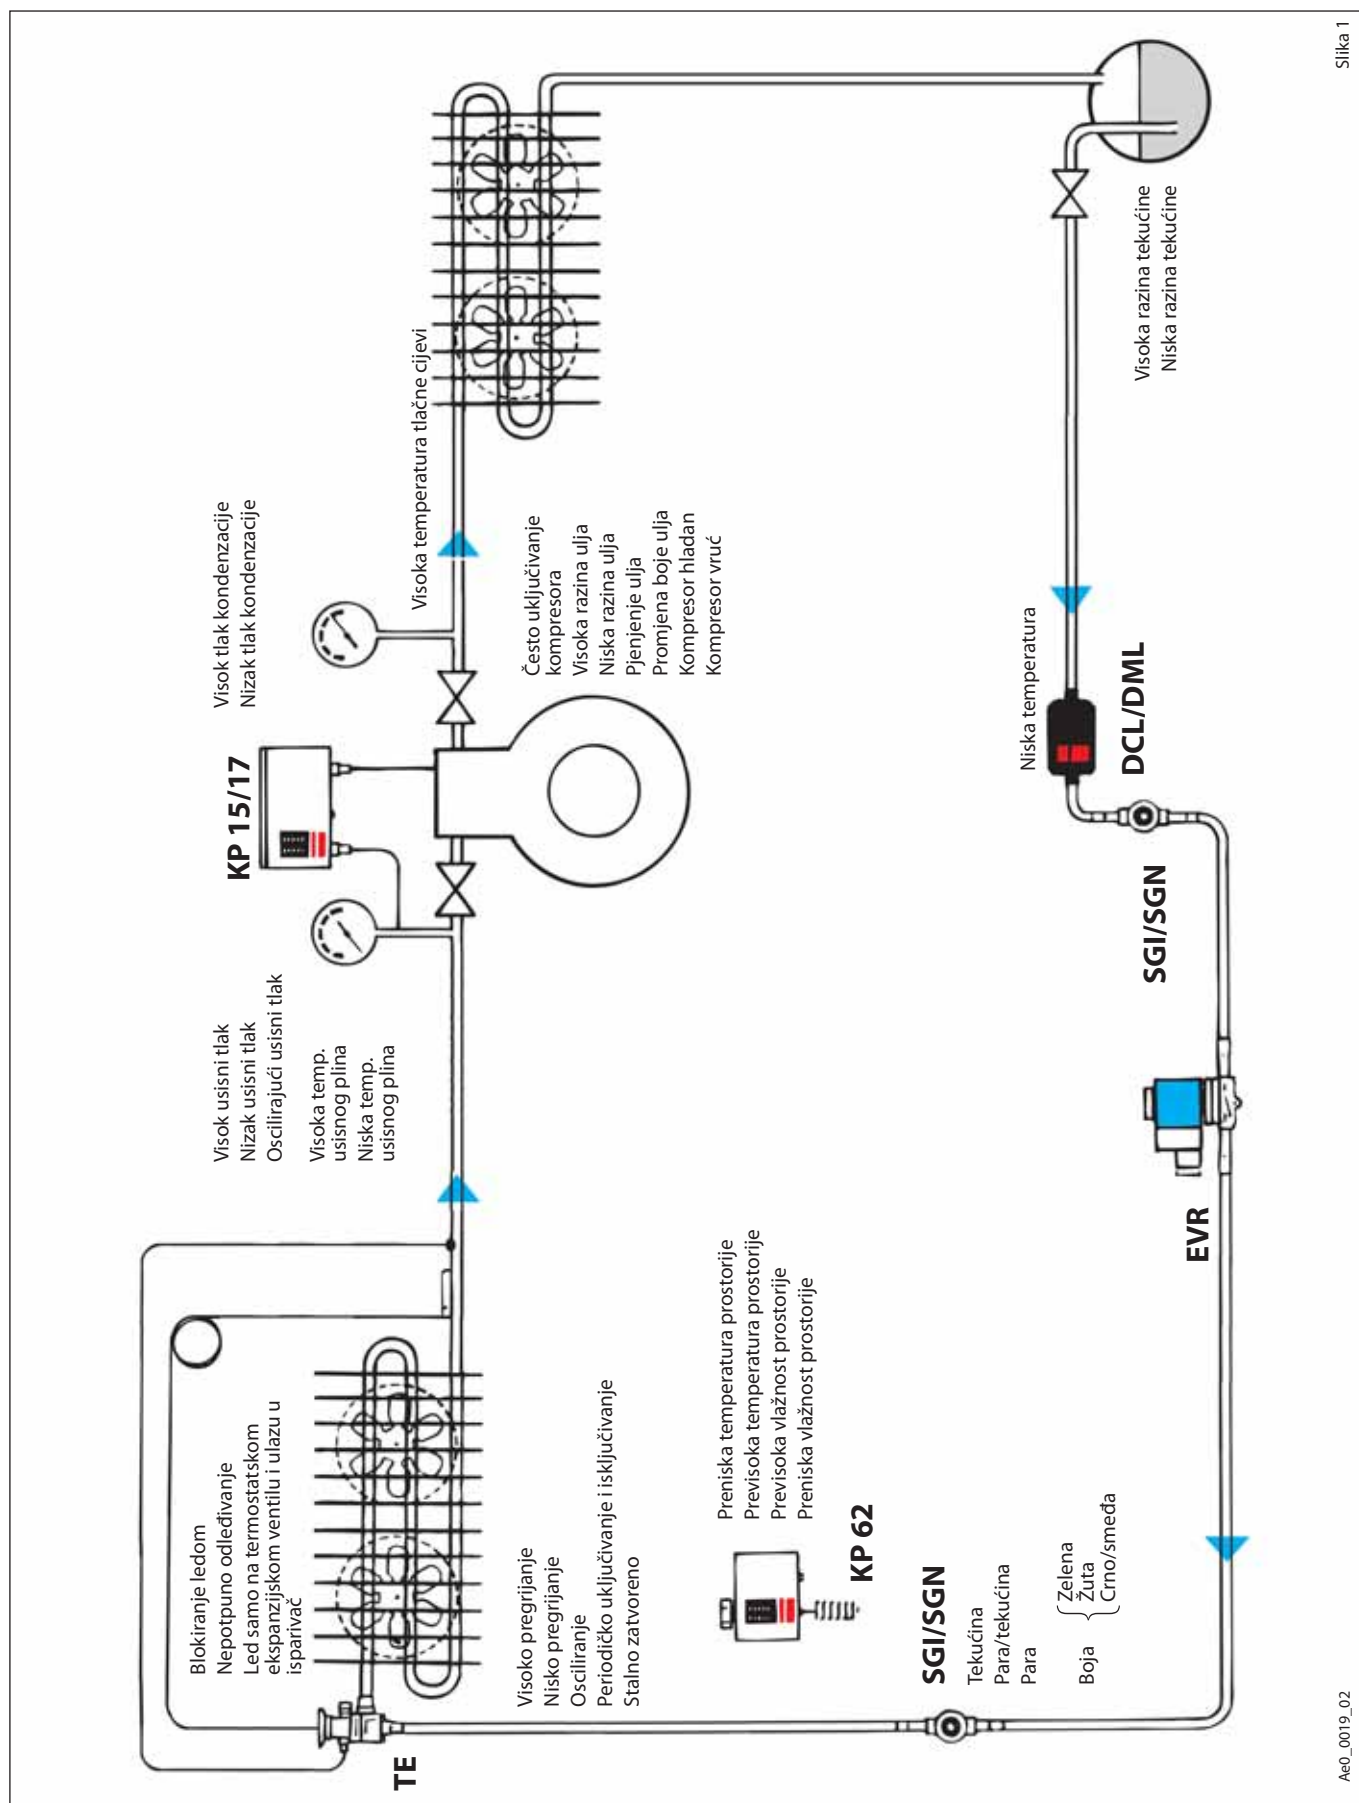 Slika 1
Visok tlak kondenzacije
Nizak tlak kondenzacije
Visoka temperatura tlačne cijevi
KP 15/17
Često uključivanje
kompresora
Visoka razina ulja
Niska razina ulja
Pjenjenje ulja
Promjena boje ulja
Kompresor hladan
Kompresor vruć
Visoka razina tekućine
Niska razina tekućine
Visok usisni tlak
Nizak usisni tlak
Oscilirajući usisni tlak
Visoka temp.
usisnog plina
Niska temp.
usisnog plina
Niska temperatura
DCL/DML
SGI/SGN
EVR
Blokiranje ledom
Nepotpuno odleđivanje
Led samo na termostatskom
ekspanzijskom ventilu i ulazu u
isparivač
TE
Visoko pregrijanje
Nisko pregrijanje
Osciliranje
Periodičko uključivanje i isključivanje
Stalno zatvoreno
Preniska temperatura prostorije
Previsoka temperatura prostorije
Previsoka vlažnost prostorije
Preniska vlažnost prostorije
KP 62
SGI/SGN
Tekućina
Para/tekućina
Para
Boja
Zelena
Žuta
Crno/smeđa
Ae0_0019_02